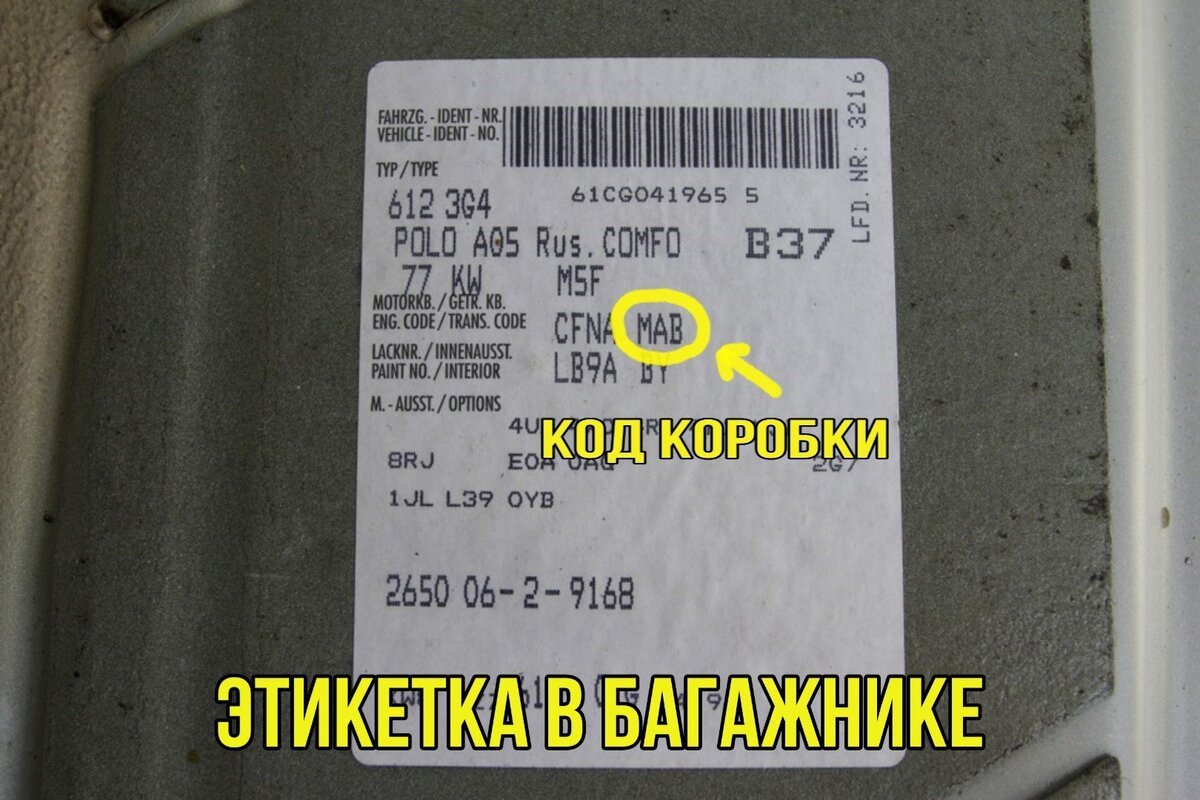 FAHRZG. - IDENT - NR.
VEHICLE - IDENT - NO.
LFD. NR: 3216
TYP / TYPE
61CG041965 5
612 3G4
POLO A05 Rus. COMFO B37
77 KW M5F
MOTORKB. / GETR. KB.
ENG. CODE / TRANS. CODE
CFNA MAB
LACKNR. / INNENAUSST.
PAINT NO. / INTERIOR
LB9A BY
M. - AUSST. / OPTIONS
КОД КОРОБКИ
8RJ E0A 2G7
1JL L39 0YB
2650 06-2-9168
ЭТИКЕТКА В БАГАЖНИКЕ